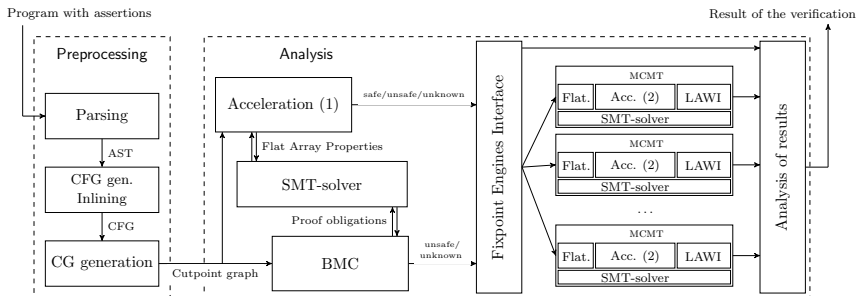 Program with assertions
Result of the verification
Preprocessing
Analysis
Parsing
AST
CFG gen.
Inlining
CFG
CG generation
Cutpoint graph
Acceleration (1)
safe/unsafe/unknown
Flat Array Properties
SMT-solver
Proof obligations
BMC
unsafe/
unknown
Fixpoint Engines Interface
MCMT
Flat. Acc. (2) LAWI
SMT-solver
MCMT
Flat. Acc. (2) LAWI
SMT-solver
...
MCMT
Flat. Acc. (2) LAWI
SMT-solver
Analysis of results